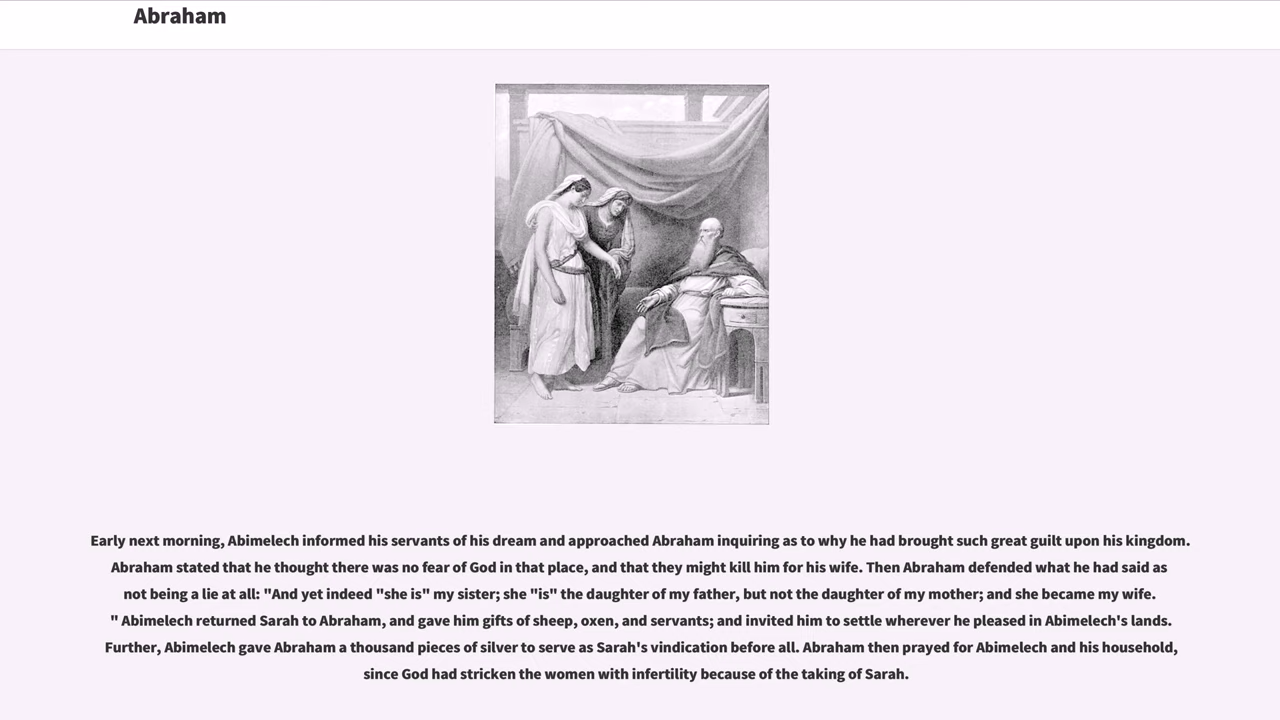 Abraham
Early next morning, Abimelech informed his servants of his dream and approached Abraham inquiring as to why he had brought such great guilt upon his kingdom.
Abraham stated that he thought there was no fear of God in that place, and that they might kill him for his wife. Then Abraham defended what he had said as
not being a lie at all: "And yet indeed "she is" my sister; she "is" the daughter of my father, but not the daughter of my mother; and she became my wife.
" Abimelech returned Sarah to Abraham, and gave him gifts of sheep, oxen, and servants; and invited him to settle wherever he pleased in Abimelech's lands.
Further, Abimelech gave Abraham a thousand pieces of silver to serve as Sarah's vindication before all. Abraham then prayed for Abimelech and his household,
since God had stricken the women with infertility because of the taking of Sarah.